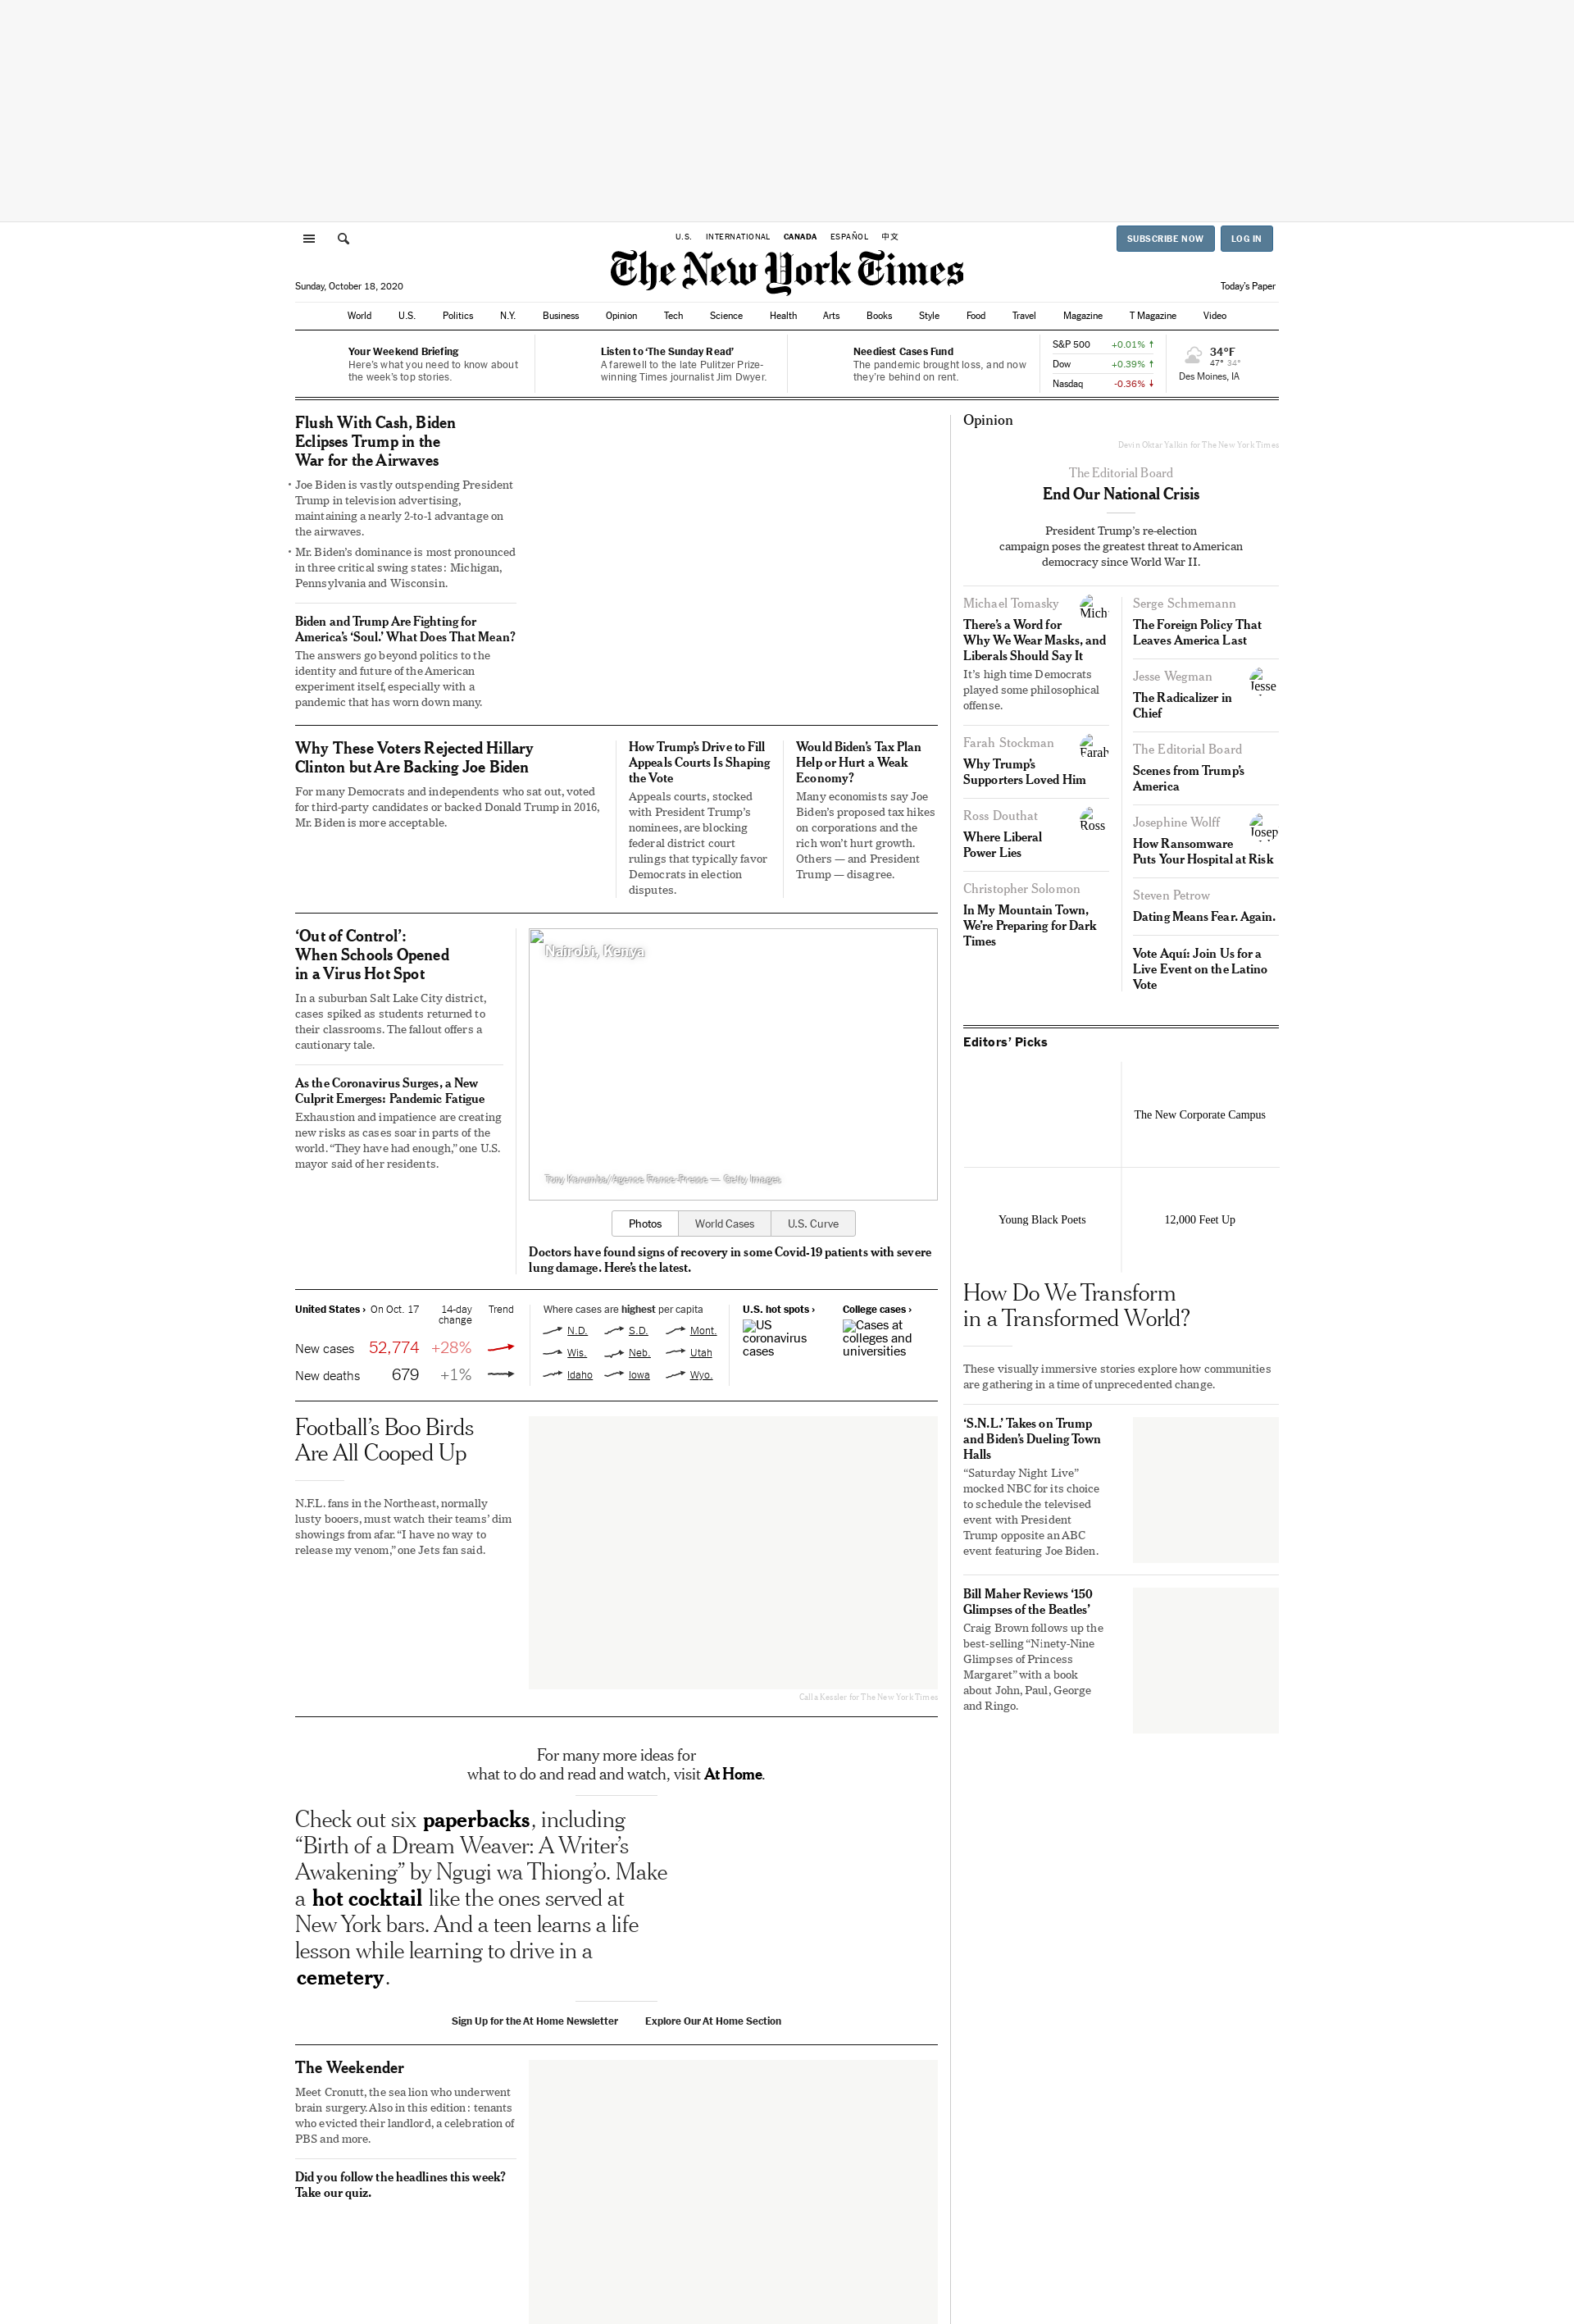 U.S. INTERNATIONAL CANADA ESPAÑOL 中文
SUBSCRIBE NOW LOG IN
The New York Times
Sunday, October 18, 2020
Today's Paper
World U.S. Politics N.Y. Business Opinion Tech Science Health Arts Books Style Food Travel Magazine T Magazine Video
Your Weekend Briefing
Here's what you need to know about
the week's top stories.
Listen to ‘The Sunday Read’
A farewell to the late Pulitzer Prize-
winning Times journalist Jim Dwyer.
Neediest Cases Fund
The pandemic brought loss, and now
they're behind on rent.
S&P 500 +0.01% ↑
Dow +0.39% ↑
Nasdaq -0.36% ↓
34°F
47° 34°
Des Moines, IA
Flush With Cash, Biden
Eclipses Trump in the
War for the Airwaves
• Joe Biden is vastly outspending President
Trump in television advertising,
maintaining a nearly 2-to-1 advantage on
the airwaves.
• Mr. Biden’s dominance is most pronounced
in three critical swing states: Michigan,
Pennsylvania and Wisconsin.
Biden and Trump Are Fighting for
America’s ‘Soul.’ What Does That Mean?
The answers go beyond politics to the
identity and future of the American
experiment itself, especially with a
pandemic that has worn down many.
Why These Voters Rejected Hillary
Clinton but Are Backing Joe Biden
For many Democrats and independents who sat out, voted
for third-party candidates or backed Donald Trump in 2016,
Mr. Biden is more acceptable.
How Trump’s Drive to Fill
Appeals Courts Is Shaping
the Vote
Appeals courts, stocked
with President Trump’s
nominees, are blocking
federal district court
rulings that typically favor
Democrats in election
disputes.
Would Biden’s Tax Plan
Help or Hurt a Weak
Economy?
Many economists say Joe
Biden’s proposed tax hikes
on corporations and the
rich won’t hurt growth.
Others — and President
Trump — disagree.
‘Out of Control’:
When Schools Opened
in a Virus Hot Spot
In a suburban Salt Lake City district,
cases spiked as students returned to
their classrooms. The fallout offers a
cautionary tale.
As the Coronavirus Surges, a New
Culprit Emerges: Pandemic Fatigue
Exhaustion and impatience are creating
new risks as cases soar in parts of the
world. “They have had enough,” one U.S.
mayor said of her residents.
Nairobi, Kenya
Tony Karumba/Agence France-Presse — Getty Images
Photos World Cases U.S. Curve
Doctors have found signs of recovery in some Covid-19 patients with severe
lung damage. Here’s the latest.
United States › On Oct. 17 14-day
change Trend
New cases 52,774 +28%
New deaths 679 +1%
Where cases are highest per capita
N.D. S.D. Mont.
Wis. Neb. Utah
Idaho Iowa Wyo.
U.S. hot spots ›
US
coronavirus
cases
College cases ›
Cases at
colleges and
universities
Football’s Boo Birds
Are All Cooped Up
N.F.L. fans in the Northeast, normally
lusty booers, must watch their teams’ dim
showings from afar. “I have no way to
release my venom,” one Jets fan said.
Calla Kessler for The New York Times
For many more ideas for
what to do and read and watch, visit At Home.
Check out six paperbacks, including
“Birth of a Dream Weaver: A Writer’s
Awakening” by Ngugi wa Thiong’o. Make
a hot cocktail like the ones served at
New York bars. And a teen learns a life
lesson while learning to drive in a
cemetery.
Sign Up for the At Home Newsletter Explore Our At Home Section
The Weekender
Meet Cronutt, the sea lion who underwent
brain surgery. Also in this edition: tenants
who evicted their landlord, a celebration of
PBS and more.
Did you follow the headlines this week?
Take our quiz.
Opinion
Devin Oktar Yalkin for The New York Times
The Editorial Board
End Our National Crisis
President Trump’s re-election
campaign poses the greatest threat to American
democracy since World War II.
Michael Tomasky
Mich
There’s a Word for
Why We Wear Masks, and
Liberals Should Say It
It’s high time Democrats
played some philosophical
offense.
Farah Stockman
Farah
Why Trump’s
Supporters Loved Him
Ross Douthat
Ross
Where Liberal
Power Lies
Christopher Solomon
In My Mountain Town,
We’re Preparing for Dark
Times
Serge Schmemann
The Foreign Policy That
Leaves America Last
Jesse Wegman
Jesse
The Radicalizer in
Chief
The Editorial Board
Scenes from Trump’s
America
Josephine Wolff
Josep
How Ransomware
Puts Your Hospital at Risk
Steven Petrow
Dating Means Fear. Again.
Vote Aquí: Join Us for a
Live Event on the Latino
Vote
Editors’ Picks
The New Corporate Campus
Young Black Poets
12,000 Feet Up
How Do We Transform
in a Transformed World?
These visually immersive stories explore how communities
are gathering in a time of unprecedented change.
‘S.N.L.’ Takes on Trump
and Biden’s Dueling Town
Halls
“Saturday Night Live”
mocked NBC for its choice
to schedule the televised
event with President
Trump opposite an ABC
event featuring Joe Biden.
Bill Maher Reviews ‘150
Glimpses of the Beatles’
Craig Brown follows up the
best-selling “Ninety-Nine
Glimpses of Princess
Margaret” with a book
about John, Paul, George
and Ringo.